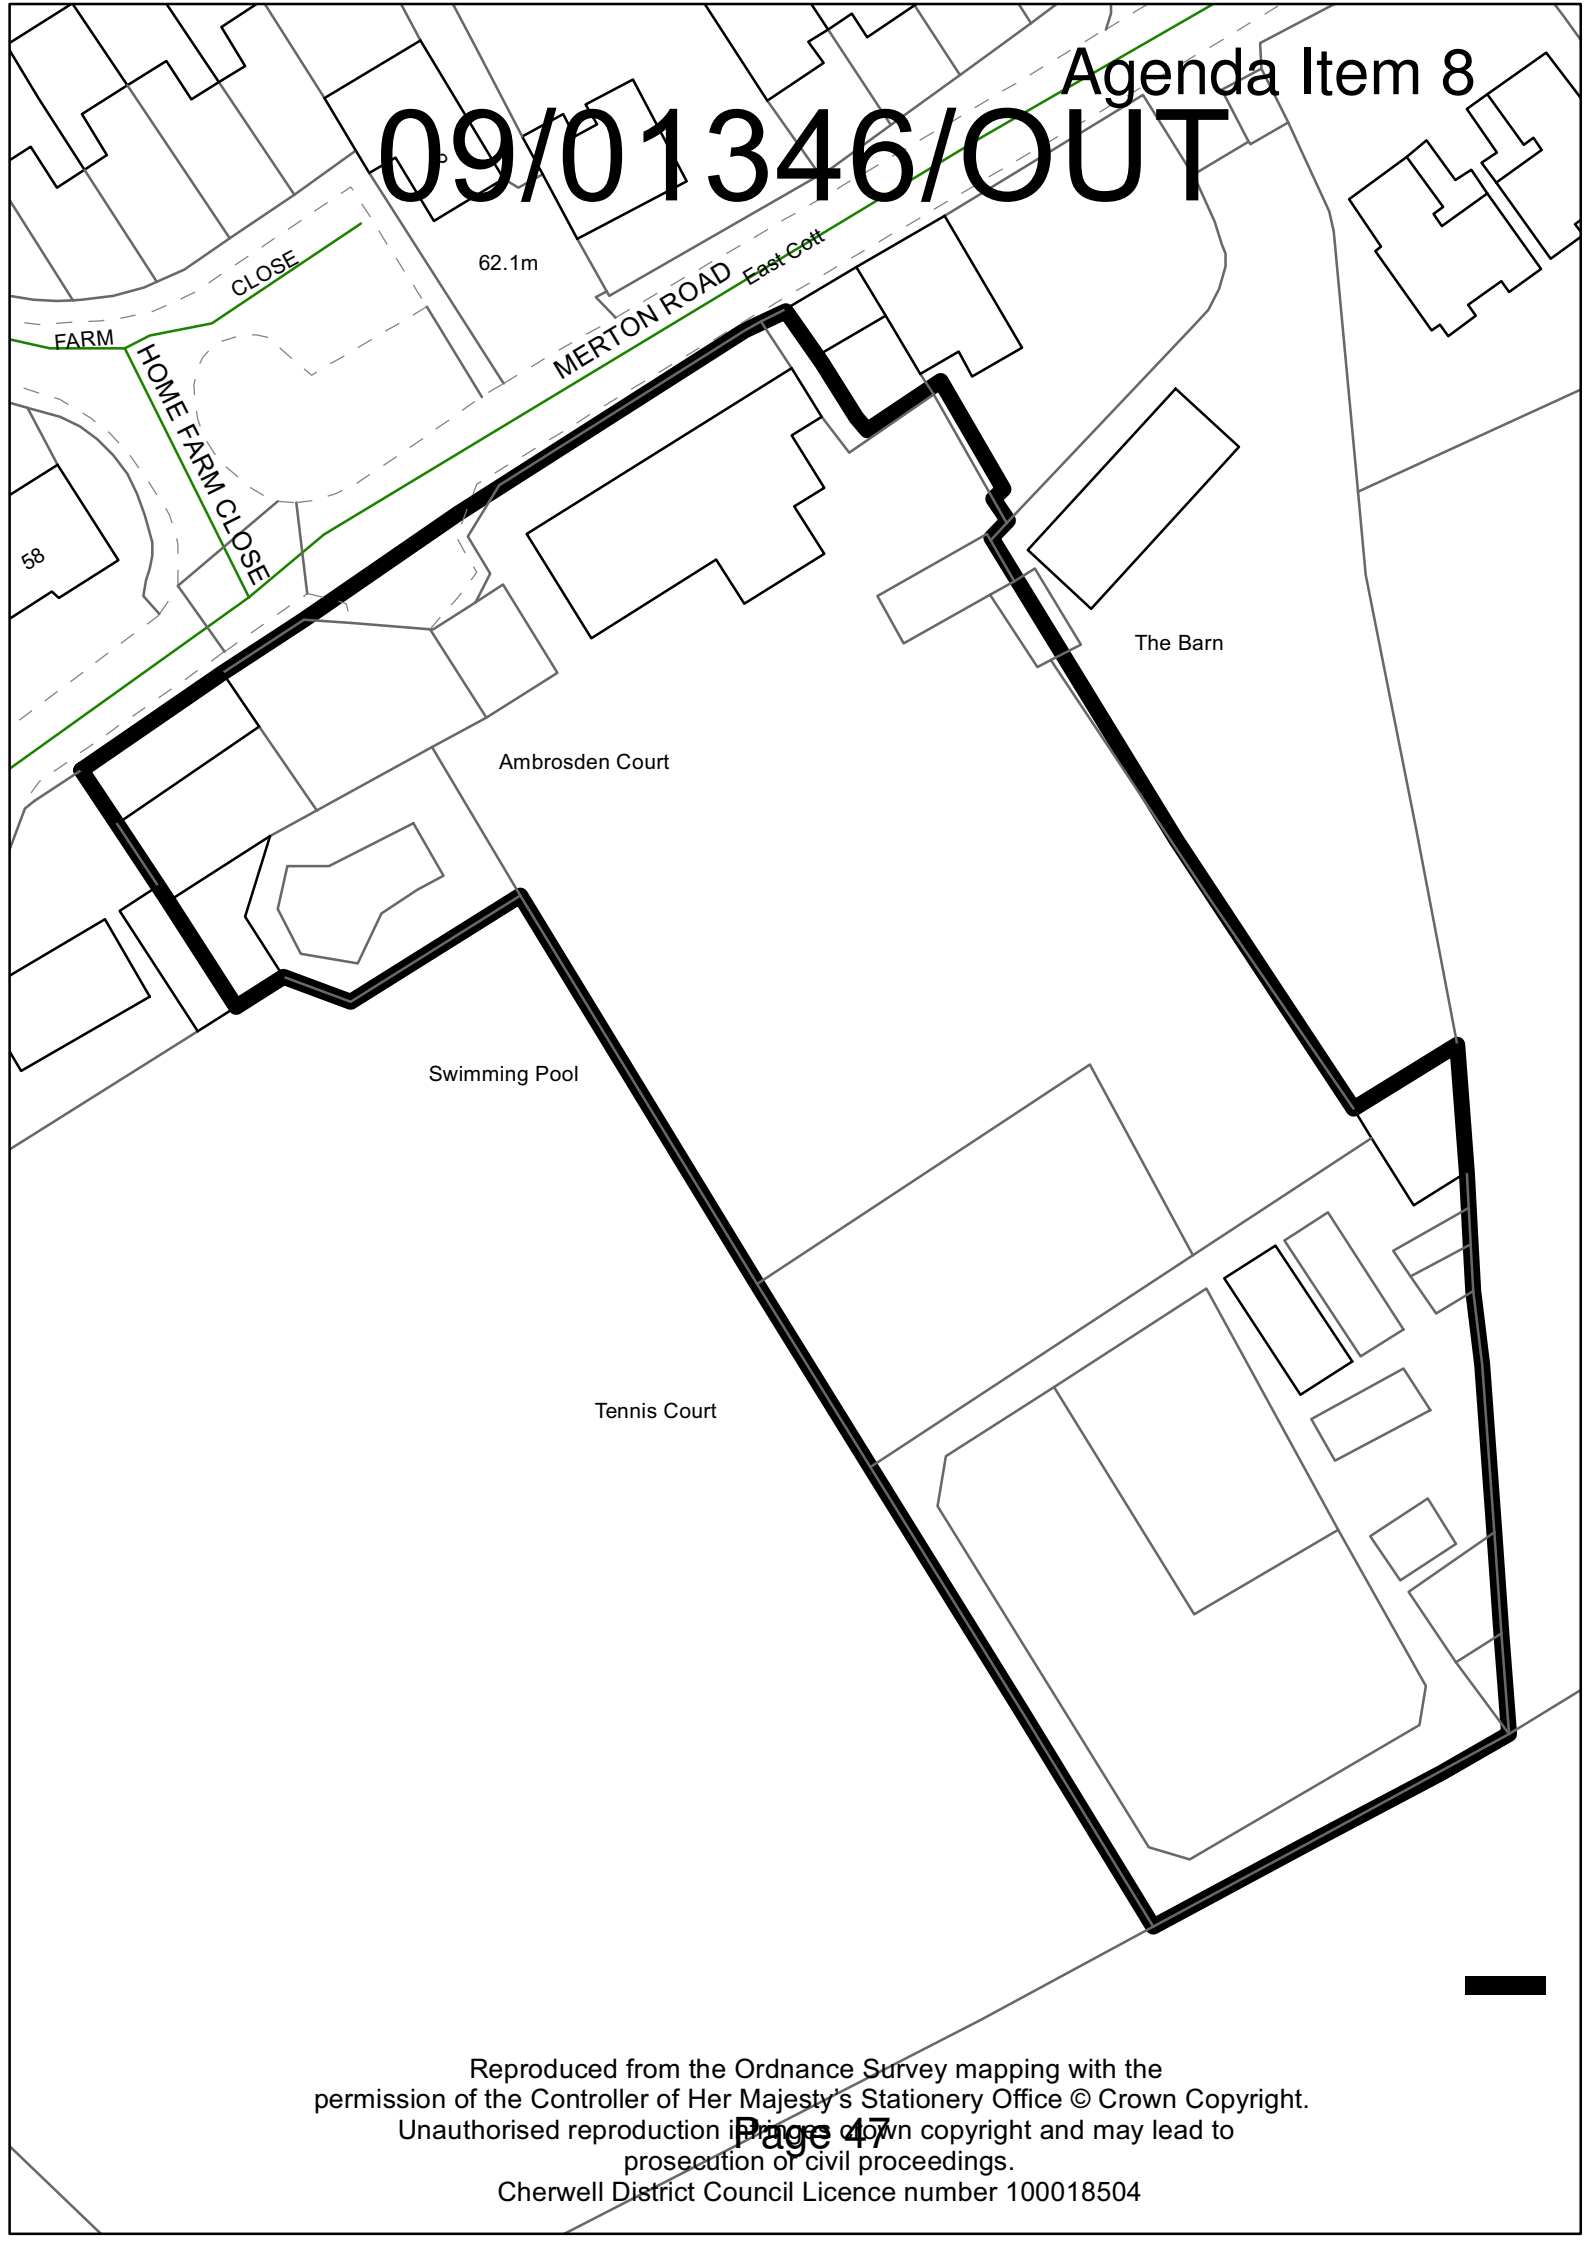 Agenda Item 8
09/01346/OUT
62.1m
East Cott
CLOSE
MERTON ROAD
FARM
HOME FARM CLOSE
58
The Barn
Ambrosden Court
Swimming Pool
Tennis Court
Reproduced from the Ordnance Survey mapping with the
permission of the Controller of Her Majesty's Stationery Office © Crown Copyright.
Unauthorised reproduction infringes crown copyright and may lead to
Page 47
prosecution or civil proceedings.
Cherwell District Council Licence number 100018504